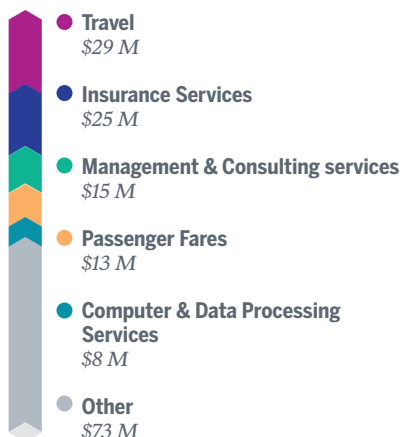 Travel
$29 M
Insurance Services
$25 M
Management & Consulting services
$15 M
Passenger Fares
$13 M
Computer & Data Processing
Services
$8 M
Other
$73 M